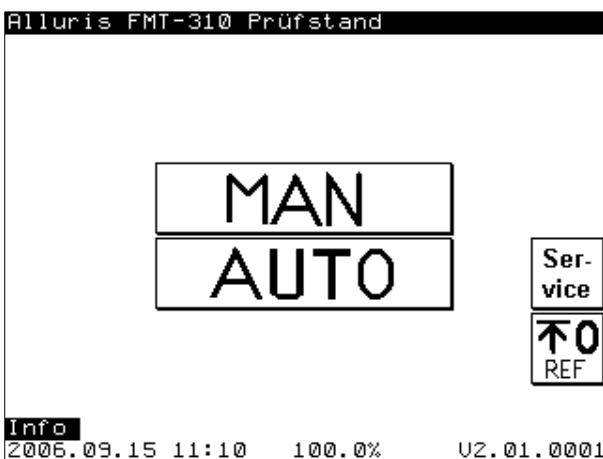 Alluris FMT-310 Prüfstand
MAN
AUTO
Ser-
vice
0
REF
Info
2006.09.15 11:10 100.0% V2.01.0001